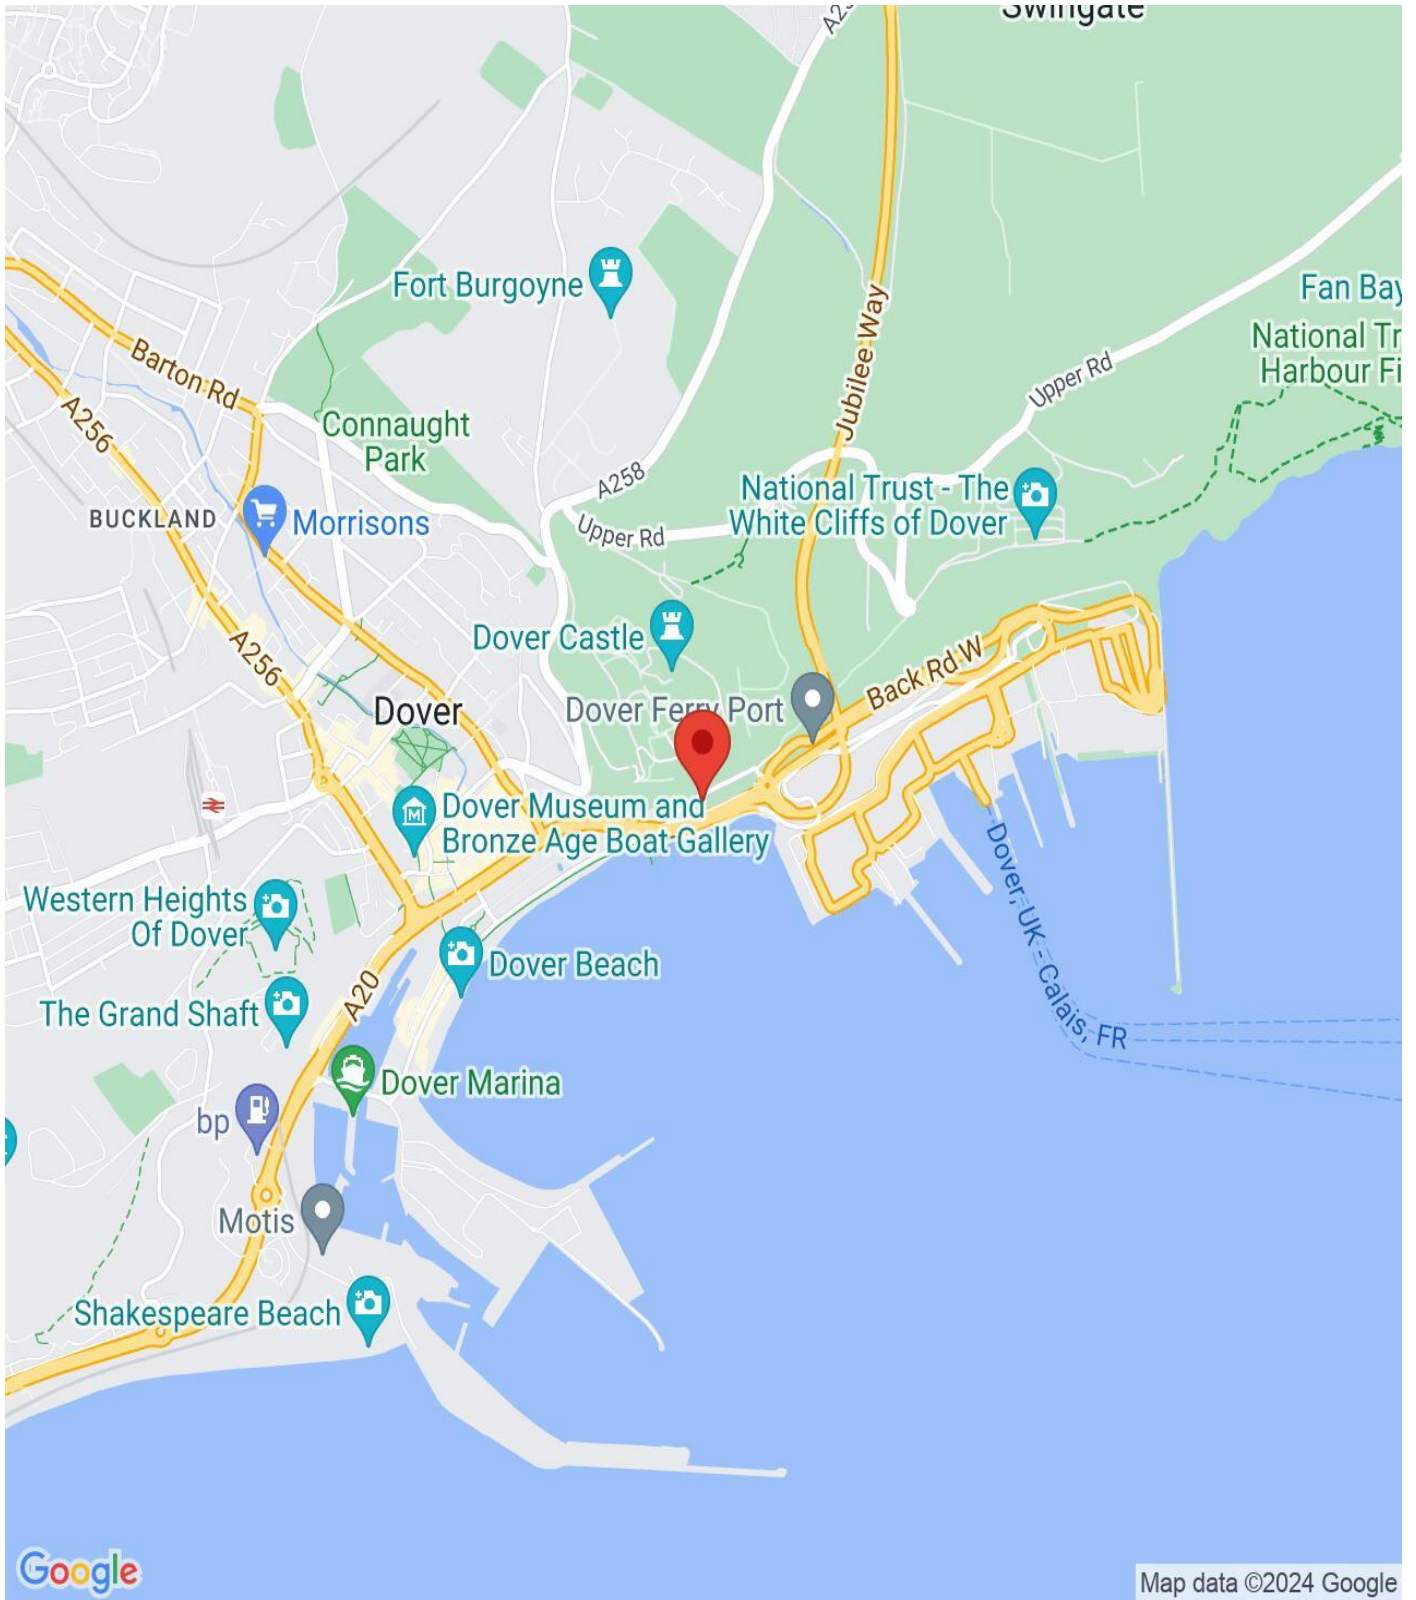 Swingate
Fort Burgoyne
Fan Bay
National Tr
Harbour Fi
Jubilee Way
Barton Rd
Upper Rd
A256
Connaught
Park
A258
National Trust - The
White Cliffs of Dover
BUCKLAND
Morrisons
Upper Rd
A256
Dover Castle
Back Rd W
Dover
Dover Ferry Port
Dover Museum and
Bronze Age Boat Gallery
M
Western Heights
Of Dover
Dover, UK - Calais, FR
Dover Beach
A20
The Grand Shaft
Dover Marina
bp
Motis
Shakespeare Beach
Google
Map data ©2024 Google